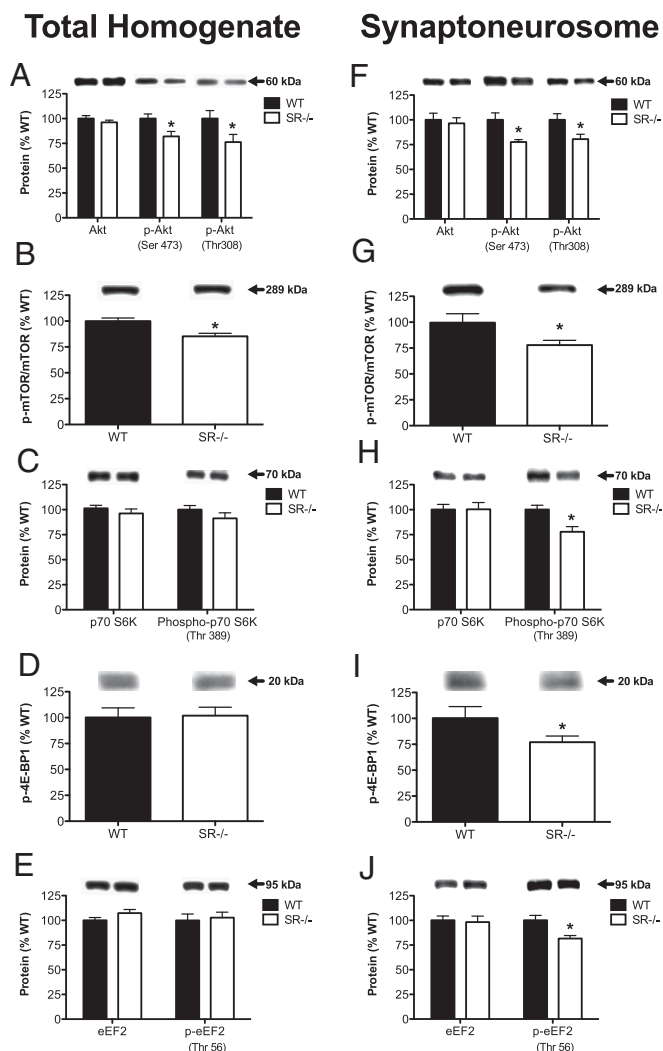 Total Homogenate
Synaptoneurosome
A
60 kDa
WT
SR-/-
Protein (% WT)
125
100
75
50
25
0
Akt
p-Akt
(Ser 473)
p-Akt
(Thr308)
F
60 kDa
WT
SR-/-
Protein (% WT)
125
100
75
50
25
0
*
*
*
*
Akt
p-Akt
(Ser 473)
p-Akt
(Thr308)
B
289 kDa
p-mTOR/mTOR (% WT)
125
100
75
50
25
0
*
WT
SR-/-
G
289 kDa
p-mTOR/mTOR (% WT)
125
100
75
50
25
0
*
WT
SR-/-
C
70 kDa
WT
SR-/-
Protein (% WT)
125
100
75
50
25
0
p70 S6K
Phospho-p70 S6K
(Thr 389)
H
70 kDa
WT
SR-/-
Protein (% WT)
125
100
75
50
25
0
*
p70 S6K
Phospho-p70 S6K
(Thr 389)
D
20 kDa
p-4E-BP1 (% WT)
125
100
75
50
25
0
WT
SR-/-
I
20 kDa
p-4E-BP1 (% WT)
125
100
75
50
25
0
*
WT
SR-/-
E
95 kDa
WT
SR-/-
Protein (% WT)
125
100
75
50
25
0
eEF2
p-eEF2
(Thr 56)
J
95 kDa
WT
SR-/-
Protein (% WT)
125
100
75
50
25
0
*
eEF2
p-eEF2
(Thr 56)